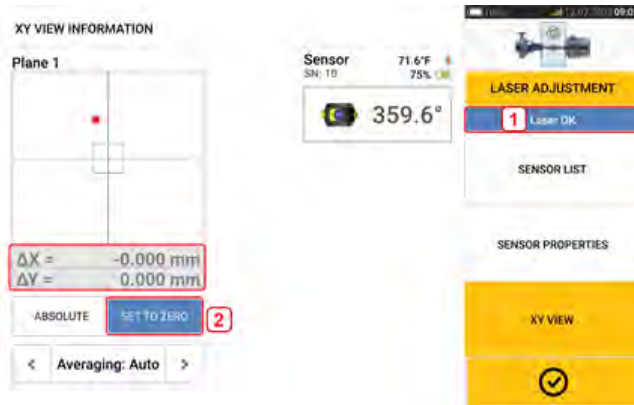 XY VIEW INFORMATION
Plane 1
ΔX = -0.000 mm
ΔY = 0.000 mm
ABSOLUTE
SET TO ZERO
2
< Averaging: Auto >
Sensor 71.6°F
SN: 10 75%
359.6°
09:0
LASER ADJUSTMENT
1 Laser OK
SENSOR LIST
SENSOR PROPERTIES
XY VIEW